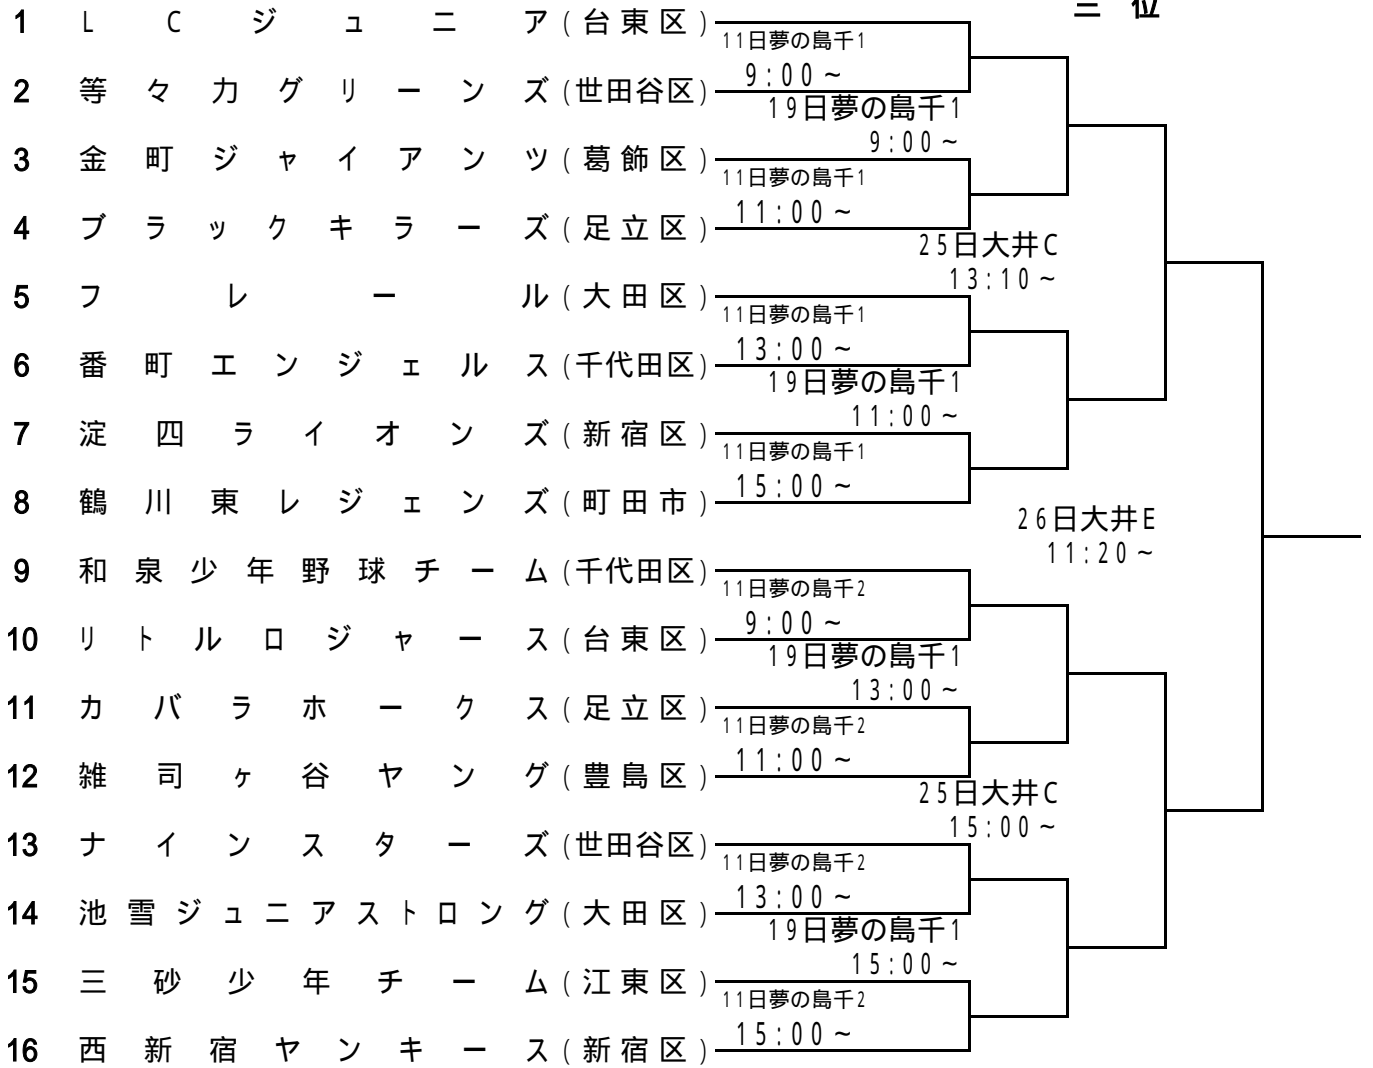 三位
1 LCジュニア(台東区)
11日夢の島千1
9:00～
2 等々力グリーンズ(世田谷区)
19日夢の島千1
9:00～
3 金町ジャイアンツ(葛飾区)
11日夢の島千1
11:00～
4 ブラックキラーズ(足立区)
25日大井C
13:10～
5 フレール(大田区)
11日夢の島千1
13:00～
6 番町エンジェルス(千代田区)
19日夢の島千1
11:00～
7 淀四ライオンズ(新宿区)
11日夢の島千1
15:00～
8 鶴川東レジェンズ(町田市)
26日大井E
11:20～
9 和泉少年野球チーム(千代田区)
11日夢の島千2
9:00～
10 リトルロジャース(台東区)
19日夢の島千1
13:00～
11 カバラホークス(足立区)
11日夢の島千2
11:00～
12 雑司ヶ谷ヤング(豊島区)
25日大井C
15:00～
13 ナインスターズ(世田谷区)
11日夢の島千2
13:00～
14 池雪ジュニアストロング(大田区)
19日夢の島千1
15:00～
15 三砂少年チーム(江東区)
11日夢の島千2
15:00～
16 西新宿ヤンキース(新宿区)